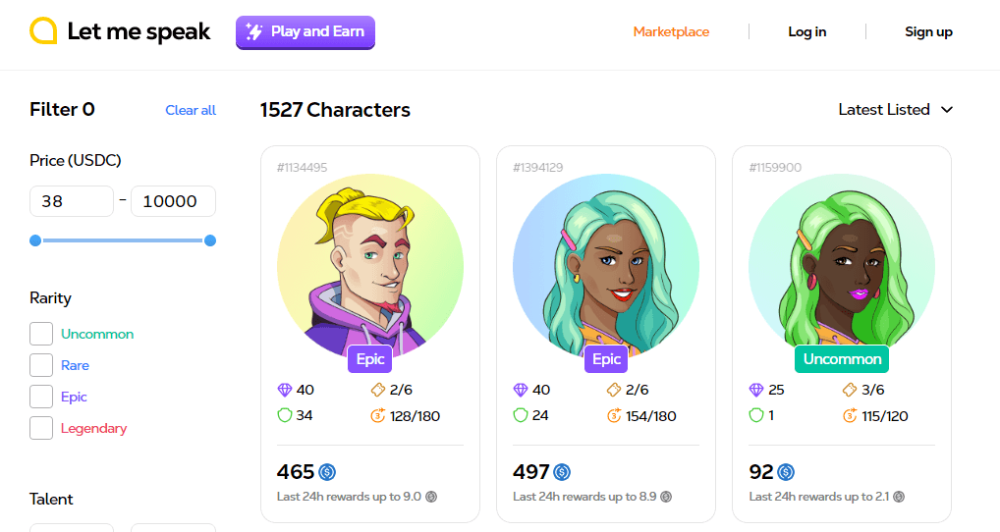 Let me speak
Play and Earn
Marketplace
Log in
Sign up
Filter 0
Clear all
1527 Characters
Latest Listed
Price (USDC)
38 - 10000
Rarity
Uncommon
Rare
Epic
Legendary
Talent
#1134495
Epic
40 2/6
34 128/180
465
Last 24h rewards up to 9.0
#1394129
Epic
40 2/6
24 154/180
497
Last 24h rewards up to 8.9
#1159900
Uncommon
25 3/6
1 115/120
92
Last 24h rewards up to 2.1